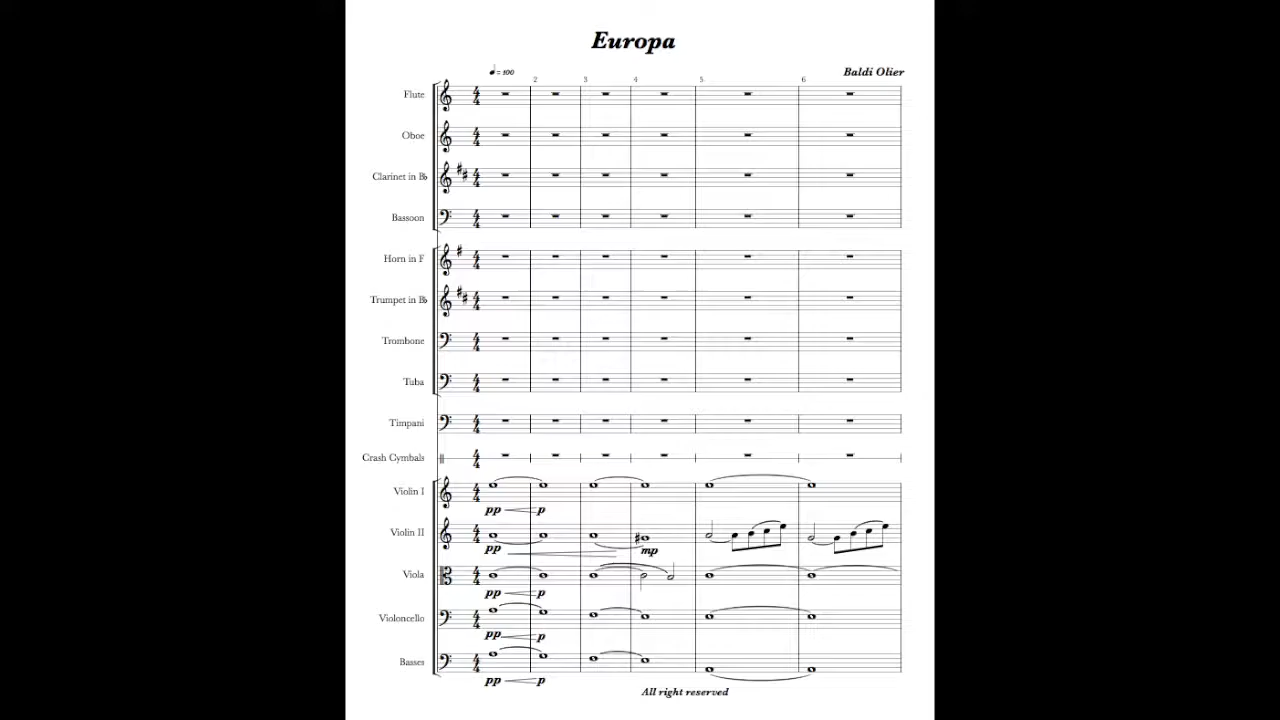 Europa
Baldi Olier
1
♩ = 100
2 3 4 5 6
Flute
Oboe
Clarinet in B♭
Bassoon
Horn in F
Trumpet in B♭
Trombone
Tuba
Timpani
Crash Cymbals
Violin I
pp p
Violin II
pp mp
Viola
pp p
Violoncello
pp p
Basses
pp p
All right reserved